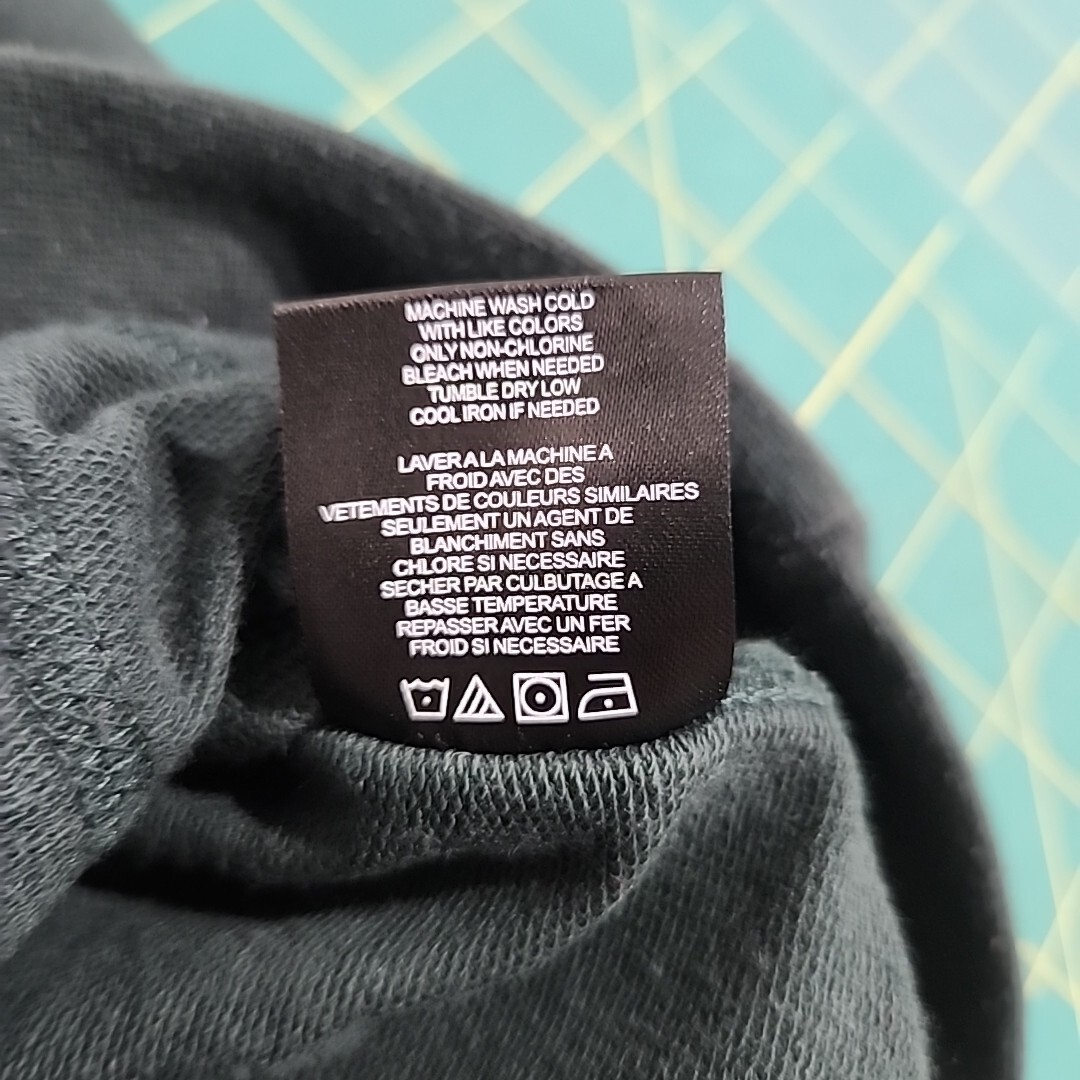 MACHINE WASH COLD
WITH LIKE COLORS
ONLY NON-CHLORINE
BLEACH WHEN NEEDED
TUMBLE DRY LOW
COOL IRON IF NEEDED
LAVER A LA MACHINE A
FROID AVEC DES
VETEMENTS DE COULEURS SIMILAIRES
SEULEMENT UN AGENT DE
BLANCHIMENT SANS
CHLORE SI NECESSAIRE
SECHER PAR CULBUTAGE A
BASSE TEMPERATURE
REPASSER AVEC UN FER
FROID SI NECESSAIRE